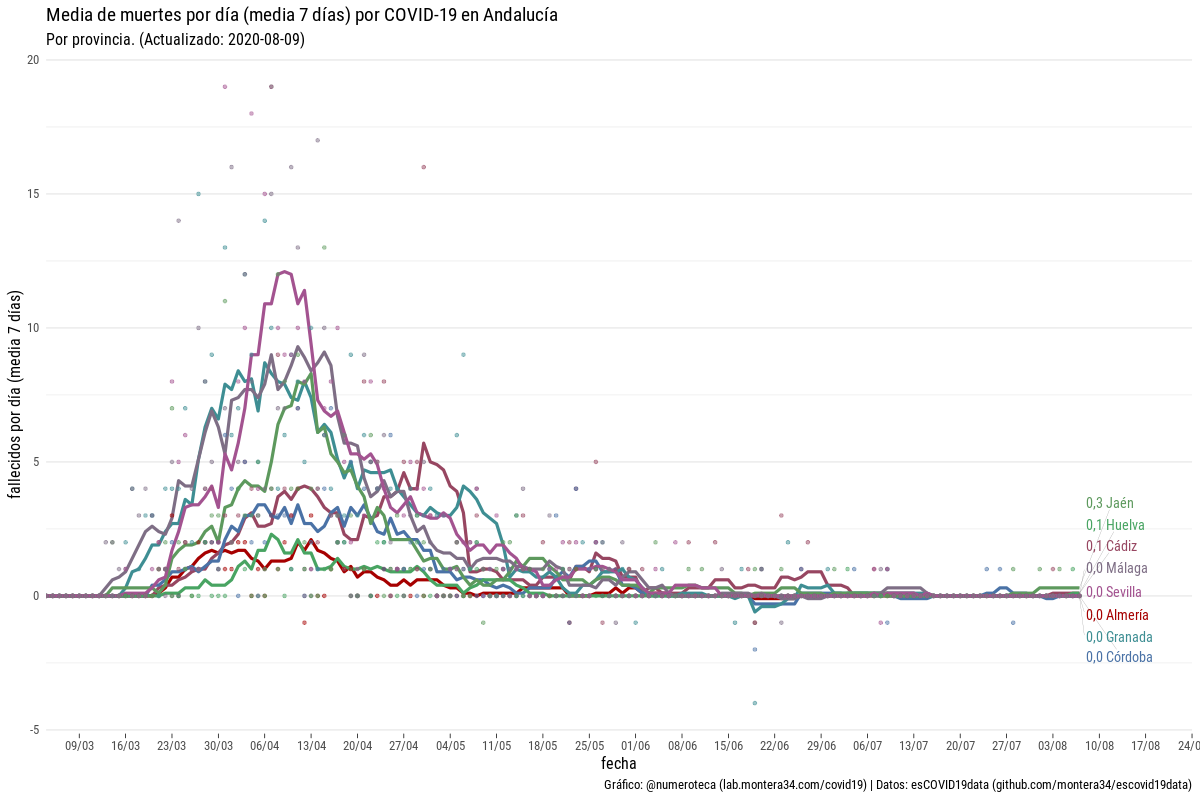 Media de muertes por día (media 7 días) por COVID-19 en Andalucía
Por provincia. (Actualizado: 2020-08-09)
fallecidos por día (media 7 días)
20
15
10
5
0
-5
0,3 Jaén
0,1 Huelva
0,1 Cádiz
0,0 Málaga
0,0 Sevilla
0,0 Almería
0,0 Granada
0,0 Córdoba
09/03 16/03 23/03 30/03 06/04 13/04 20/04 27/04 04/05 11/05 18/05 25/05 01/06 08/06 15/06 22/06 29/06 06/07 13/07 20/07 27/07 03/08 10/08 17/08 24/0
fecha
Gráfico: @numeroteca (lab.montera34.com/covid19) | Datos: esCOVID19data (github.com/montera34/escovid19data)